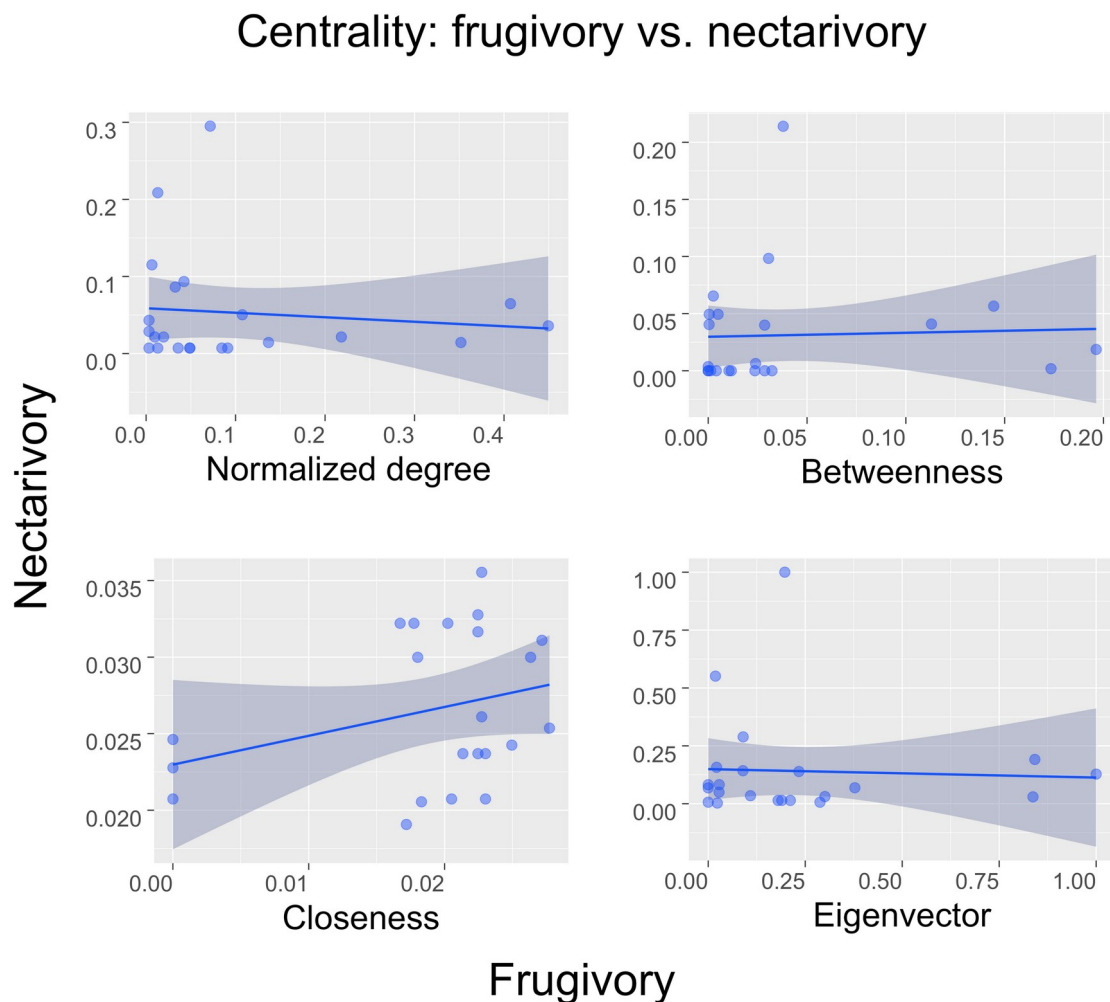 Centrality: frugivory vs. nectarivory
0.3
0.2
0.1
0.0
0.0 0.1 0.2 0.3 0.4
Normalized degree
0.20
0.15
0.10
0.05
0.00
0.00 0.05 0.10 0.15 0.20
Betweenness
Nectarivory
0.035
0.030
0.025
0.020
0.00 0.01 0.02
Closeness
1.00
0.75
0.50
0.25
0.00
0.00 0.25 0.50 0.75 1.00
Eigenvector
Frugivory